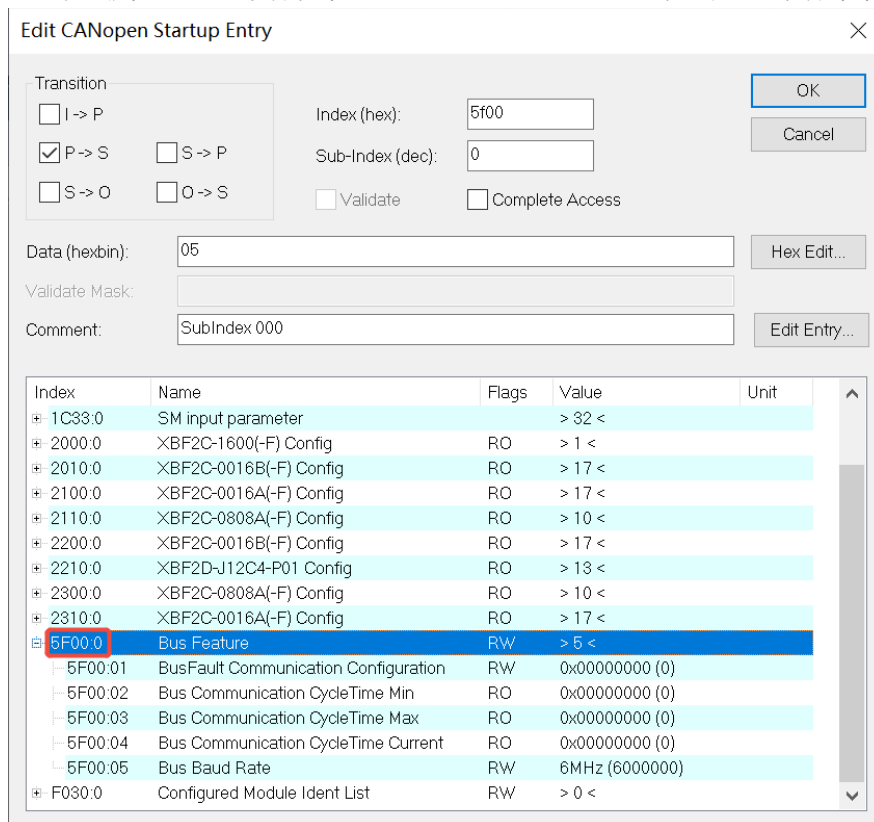 Edit CANopen Startup Entry
Transition
I -> P
P -> S
S -> P
S -> O
O -> S
Index (hex):
5f00
Sub-Index (dec):
0
Validate
Complete Access
OK
Cancel
Data (hexbin):
05
Hex Edit...
Validate Mask:
Comment:
SubIndex 000
Edit Entry...
Index Name Flags Value Unit
1C33:0 SM input parameter > 32 <
2000:0 XBF2C-1600(-F) Config RO > 1 <
2010:0 XBF2C-0016B(-F) Config RO > 17 <
2100:0 XBF2C-0016A(-F) Config RO > 17 <
2110:0 XBF2C-0808A(-F) Config RO > 10 <
2200:0 XBF2C-0016B(-F) Config RO > 17 <
2210:0 XBF2D-J12C4-P01 Config RO > 13 <
2300:0 XBF2C-0808A(-F) Config RO > 10 <
2310:0 XBF2C-0016A(-F) Config RO > 17 <
5F00:0 Bus Feature RW > 5 <
5F00:01 BusFault Communication Configuration RW 0x00000000 (0)
5F00:02 Bus Communication CycleTime Min RO 0x00000000 (0)
5F00:03 Bus Communication CycleTime Max RO 0x00000000 (0)
5F00:04 Bus Communication CycleTime Current RO 0x00000000 (0)
5F00:05 Bus Baud Rate RW 6MHz (6000000)
F030:0 Configured Module Ident List RW > 0 <